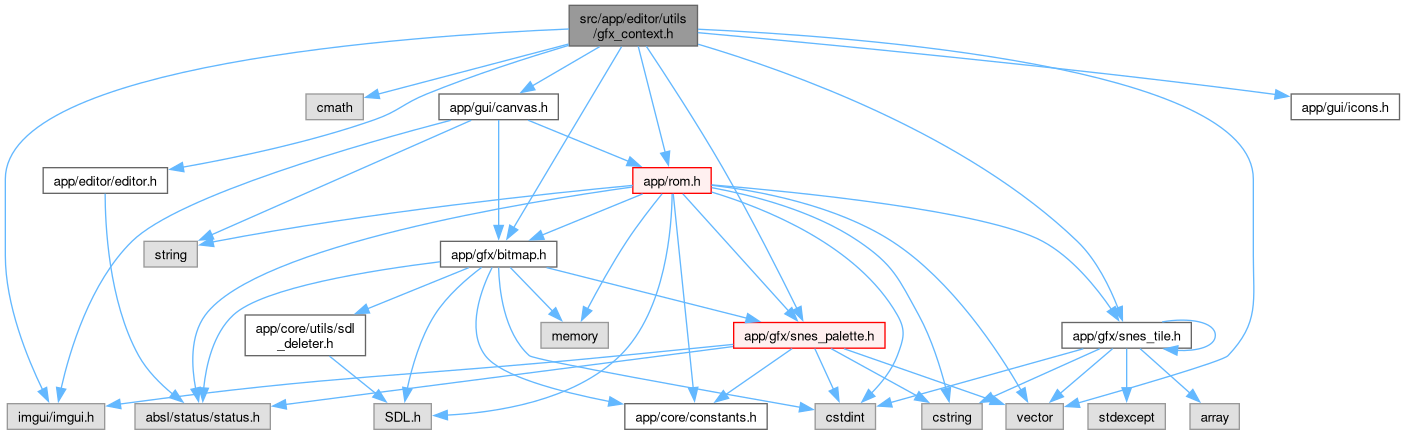 src/app/editor/utils
/gfx_context.h
cmath
app/gui/canvas.h
app/gui/icons.h
app/editor/editor.h
app/rom.h
string
app/gfx/bitmap.h
app/core/utils/sdl
_deleter.h
memory
app/gfx/snes_palette.h
app/gfx/snes_tile.h
imgui/imgui.h
absl/status/status.h
SDL.h
app/core/constants.h
cstdint
cstring
vector
stdexcept
array